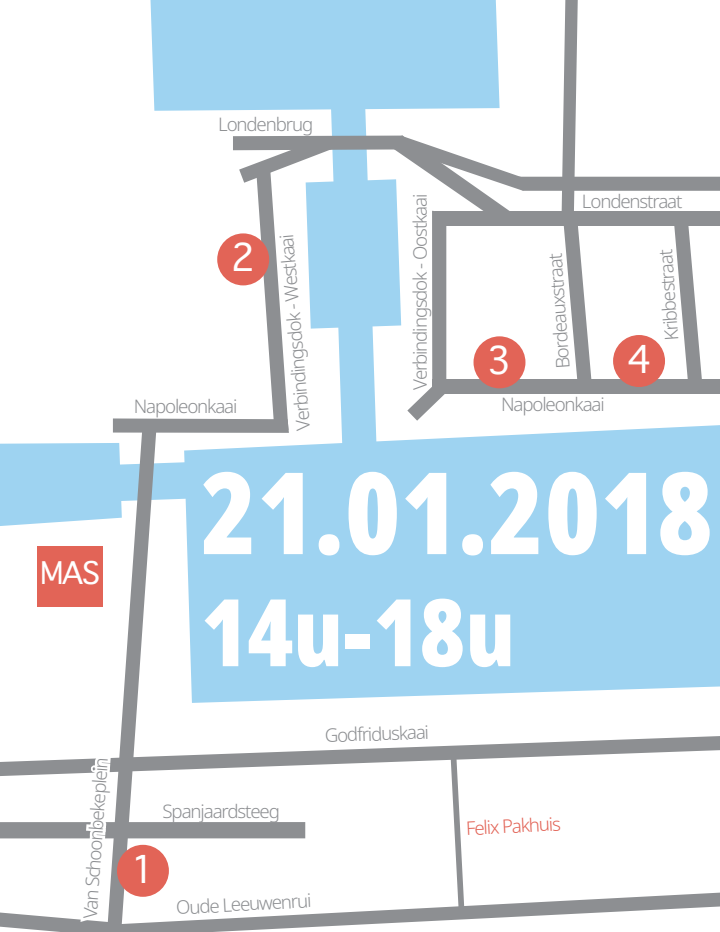 Londenbrug
Londenstraat
Verbindingsdok - Oostkaai
2
Verbindingsdok - Westkaai
Bordeauxstraat
Kribbestraat
3
4
Napoleonkaai
Napoleonkaai
21.01.2018
MAS
14u-18u
Godfriduskaai
Van Schoonbekeplein
Spanjaardsteeg
Felix Pakhuis
1
Oude Leeuwenrui